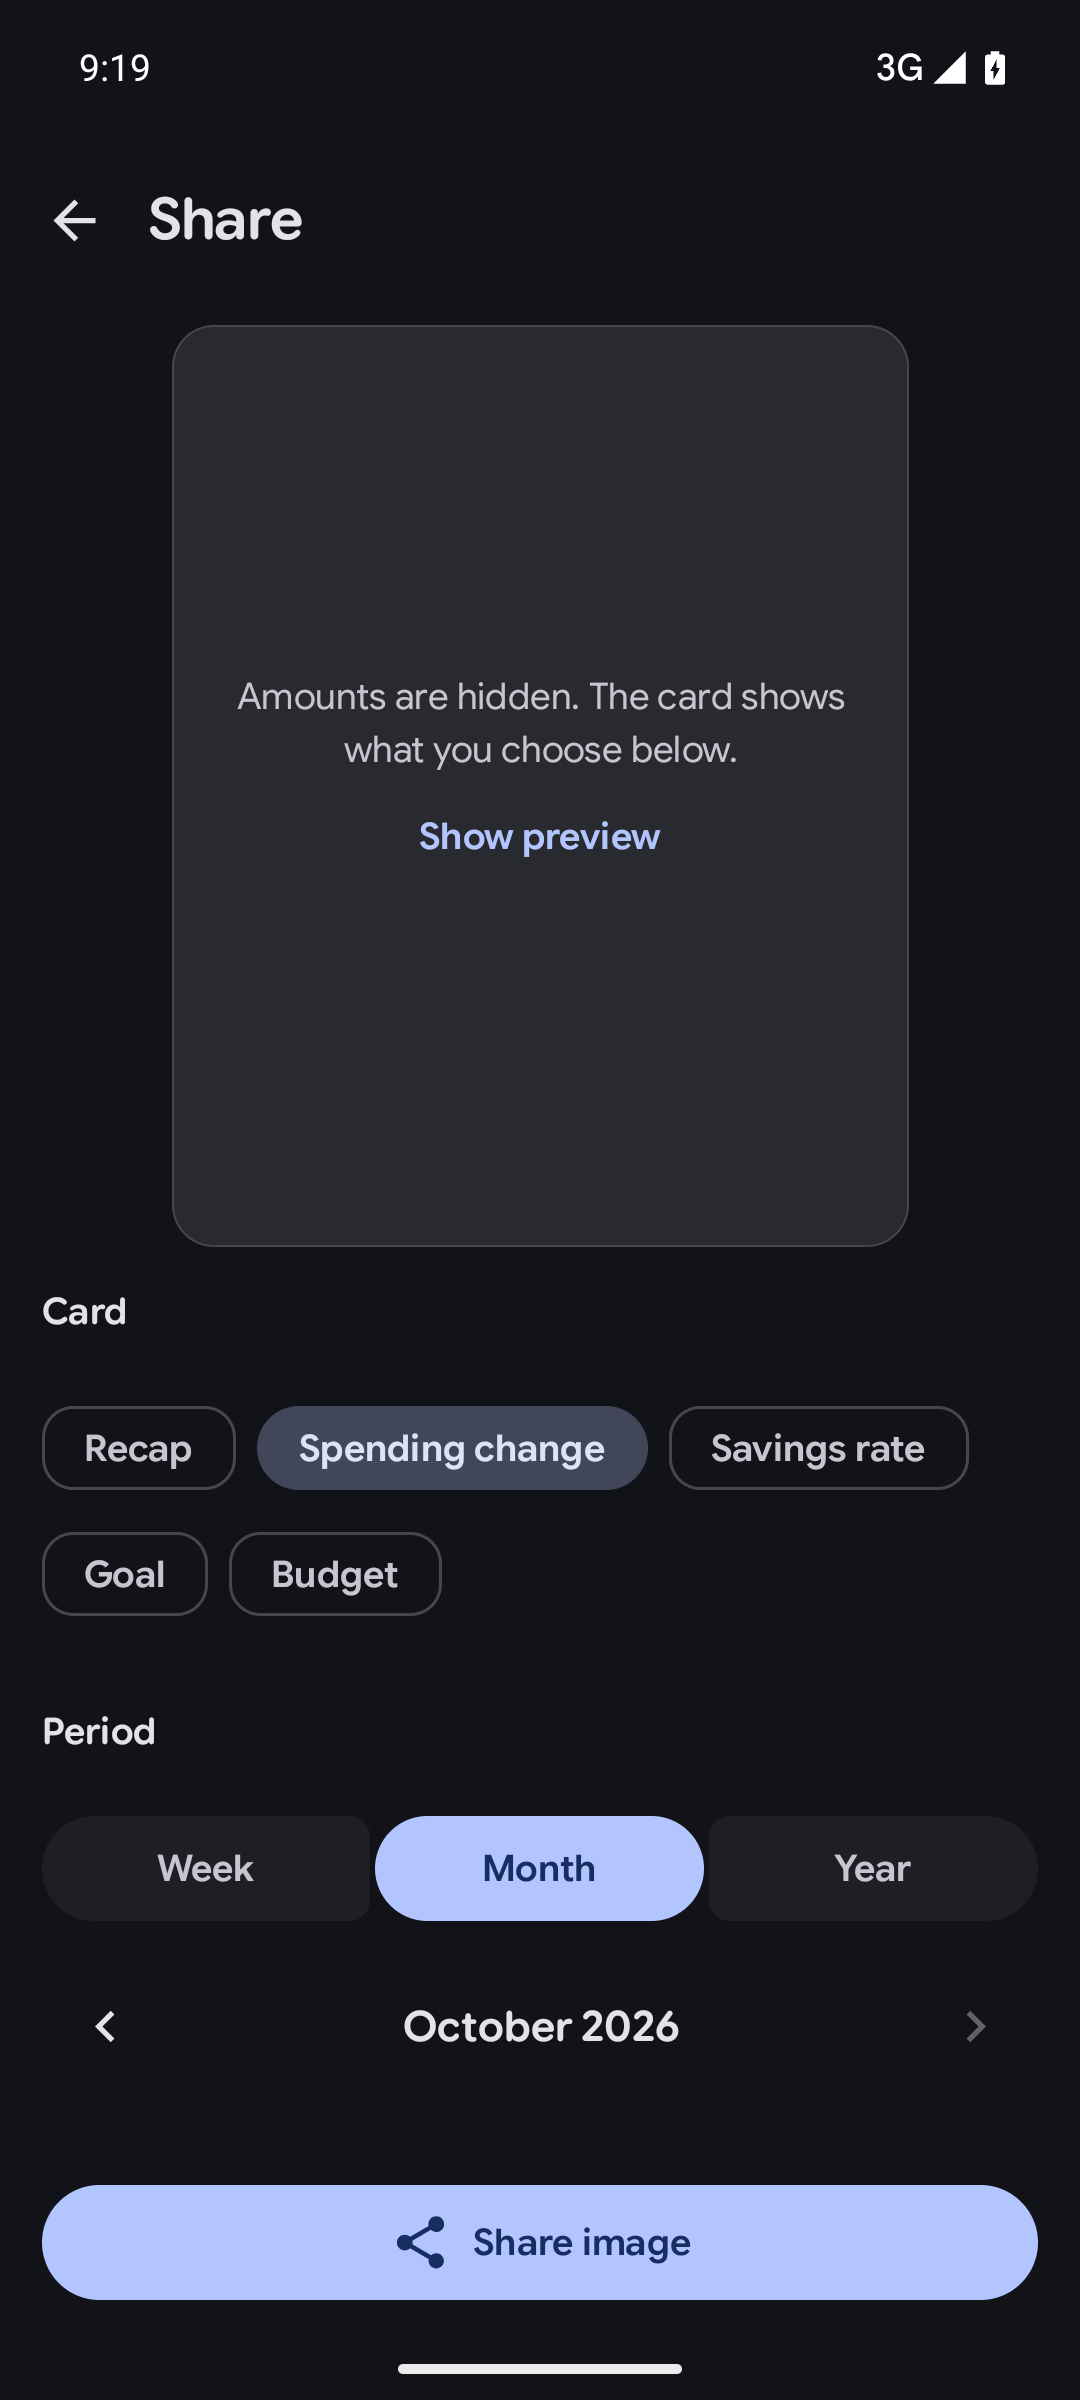 9:19
3G
Share
Amounts are hidden. The card shows
what you choose below.
Show preview
Card
Recap
Spending change
Savings rate
Goal
Budget
Period
Week
Month
Year
October 2026
Share image